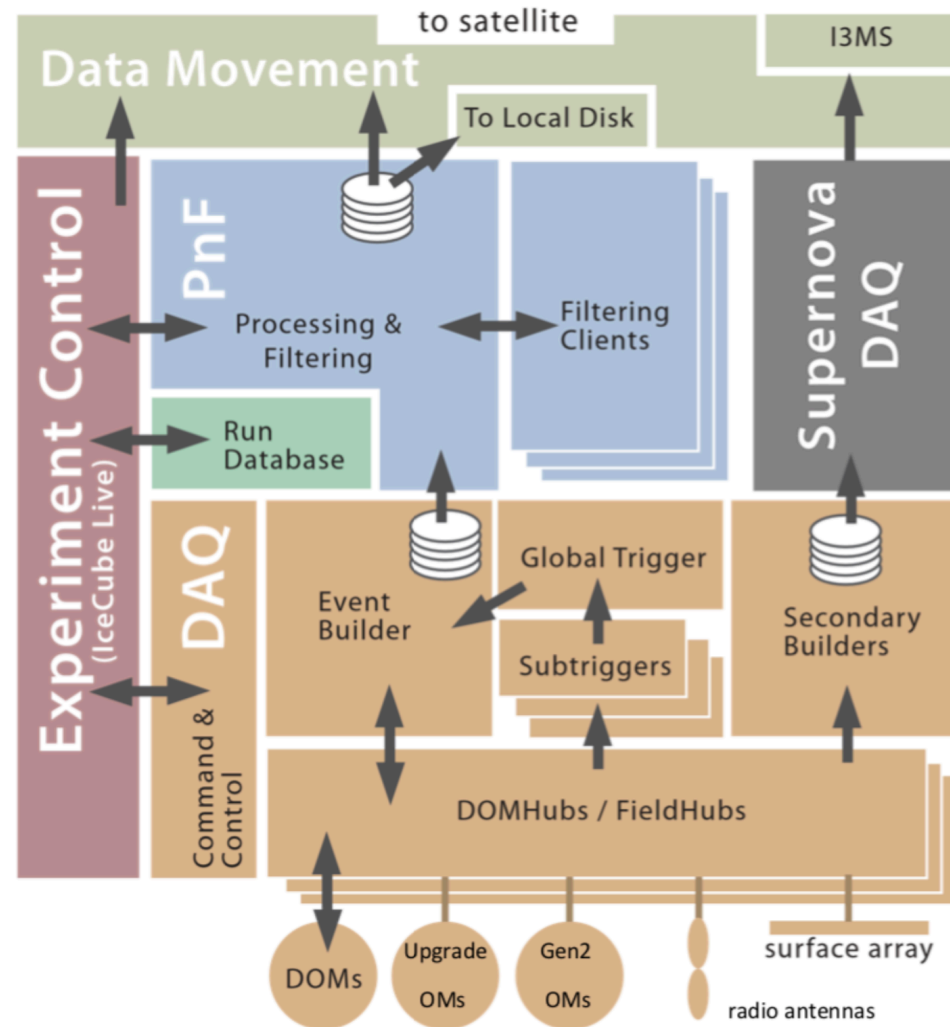 to satellite
I3MS
Data Movement
To Local Disk
Experiment Control
(IceCube Live)
PnF
Processing &
Filtering
Filtering
Clients
Supernova
DAQ
Run
Database
DAQ
Command &
Control
Event
Builder
Global Trigger
Subtriggers
Secondary
Builders
DOMHubs / FieldHubs
DOMs
Upgrade
OMs
Gen2
OMs
radio antennas
surface array